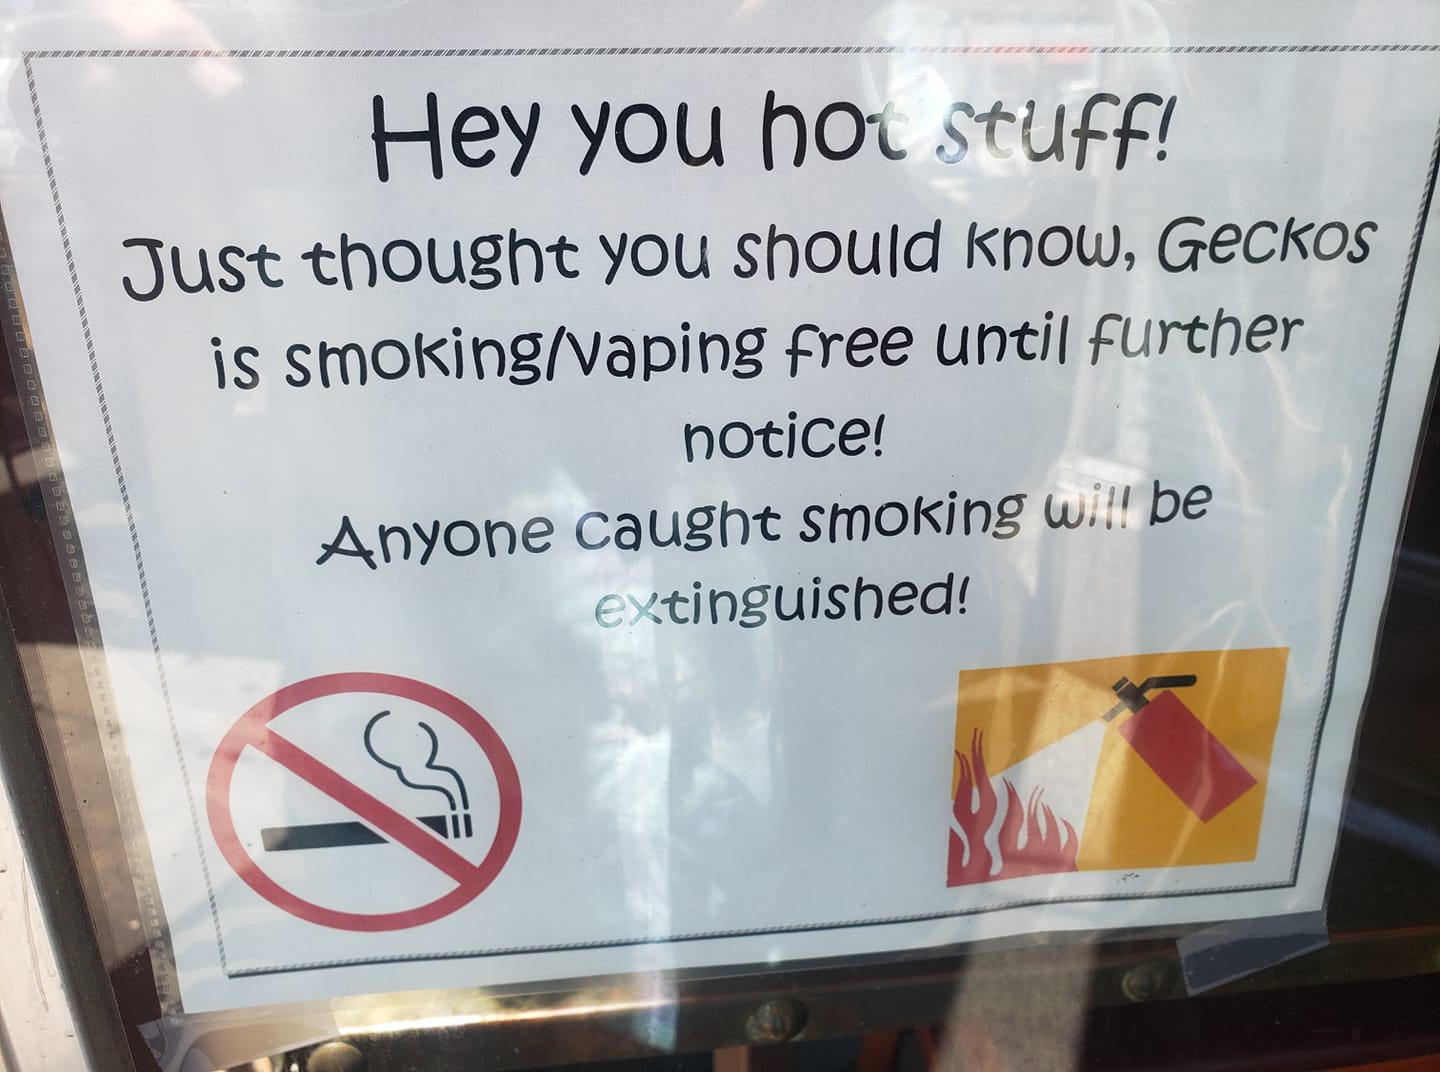 Hey you hot stuff!
Just thought you should know, Geckos
is smoking/vaping free until further
notice!
Anyone caught smoking will be
extinguished!